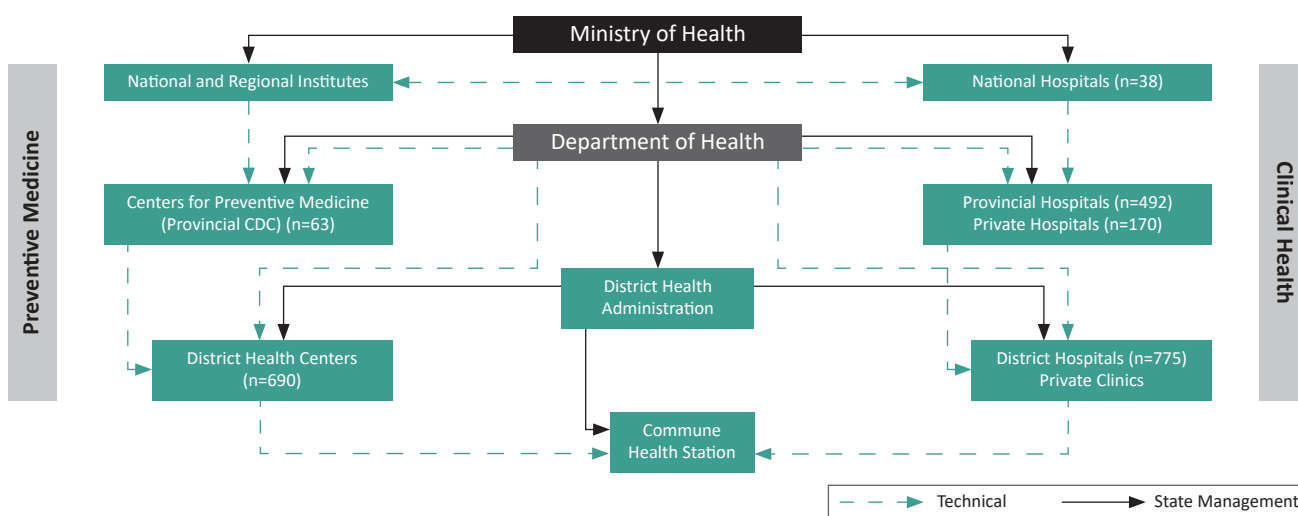 Ministry of Health
National and Regional Institutes
National Hospitals (n=38)
Department of Health
Preventive Medicine
Clinical Health
Centers for Preventive Medicine
(Provincial CDC) (n=63)
Provincial Hospitals (n=492)
Private Hospitals (n=170)
District Health
Administration
District Health Centers
(n=690)
District Hospitals (n=775)
Private Clinics
Commune
Health Station
Technical
State Management